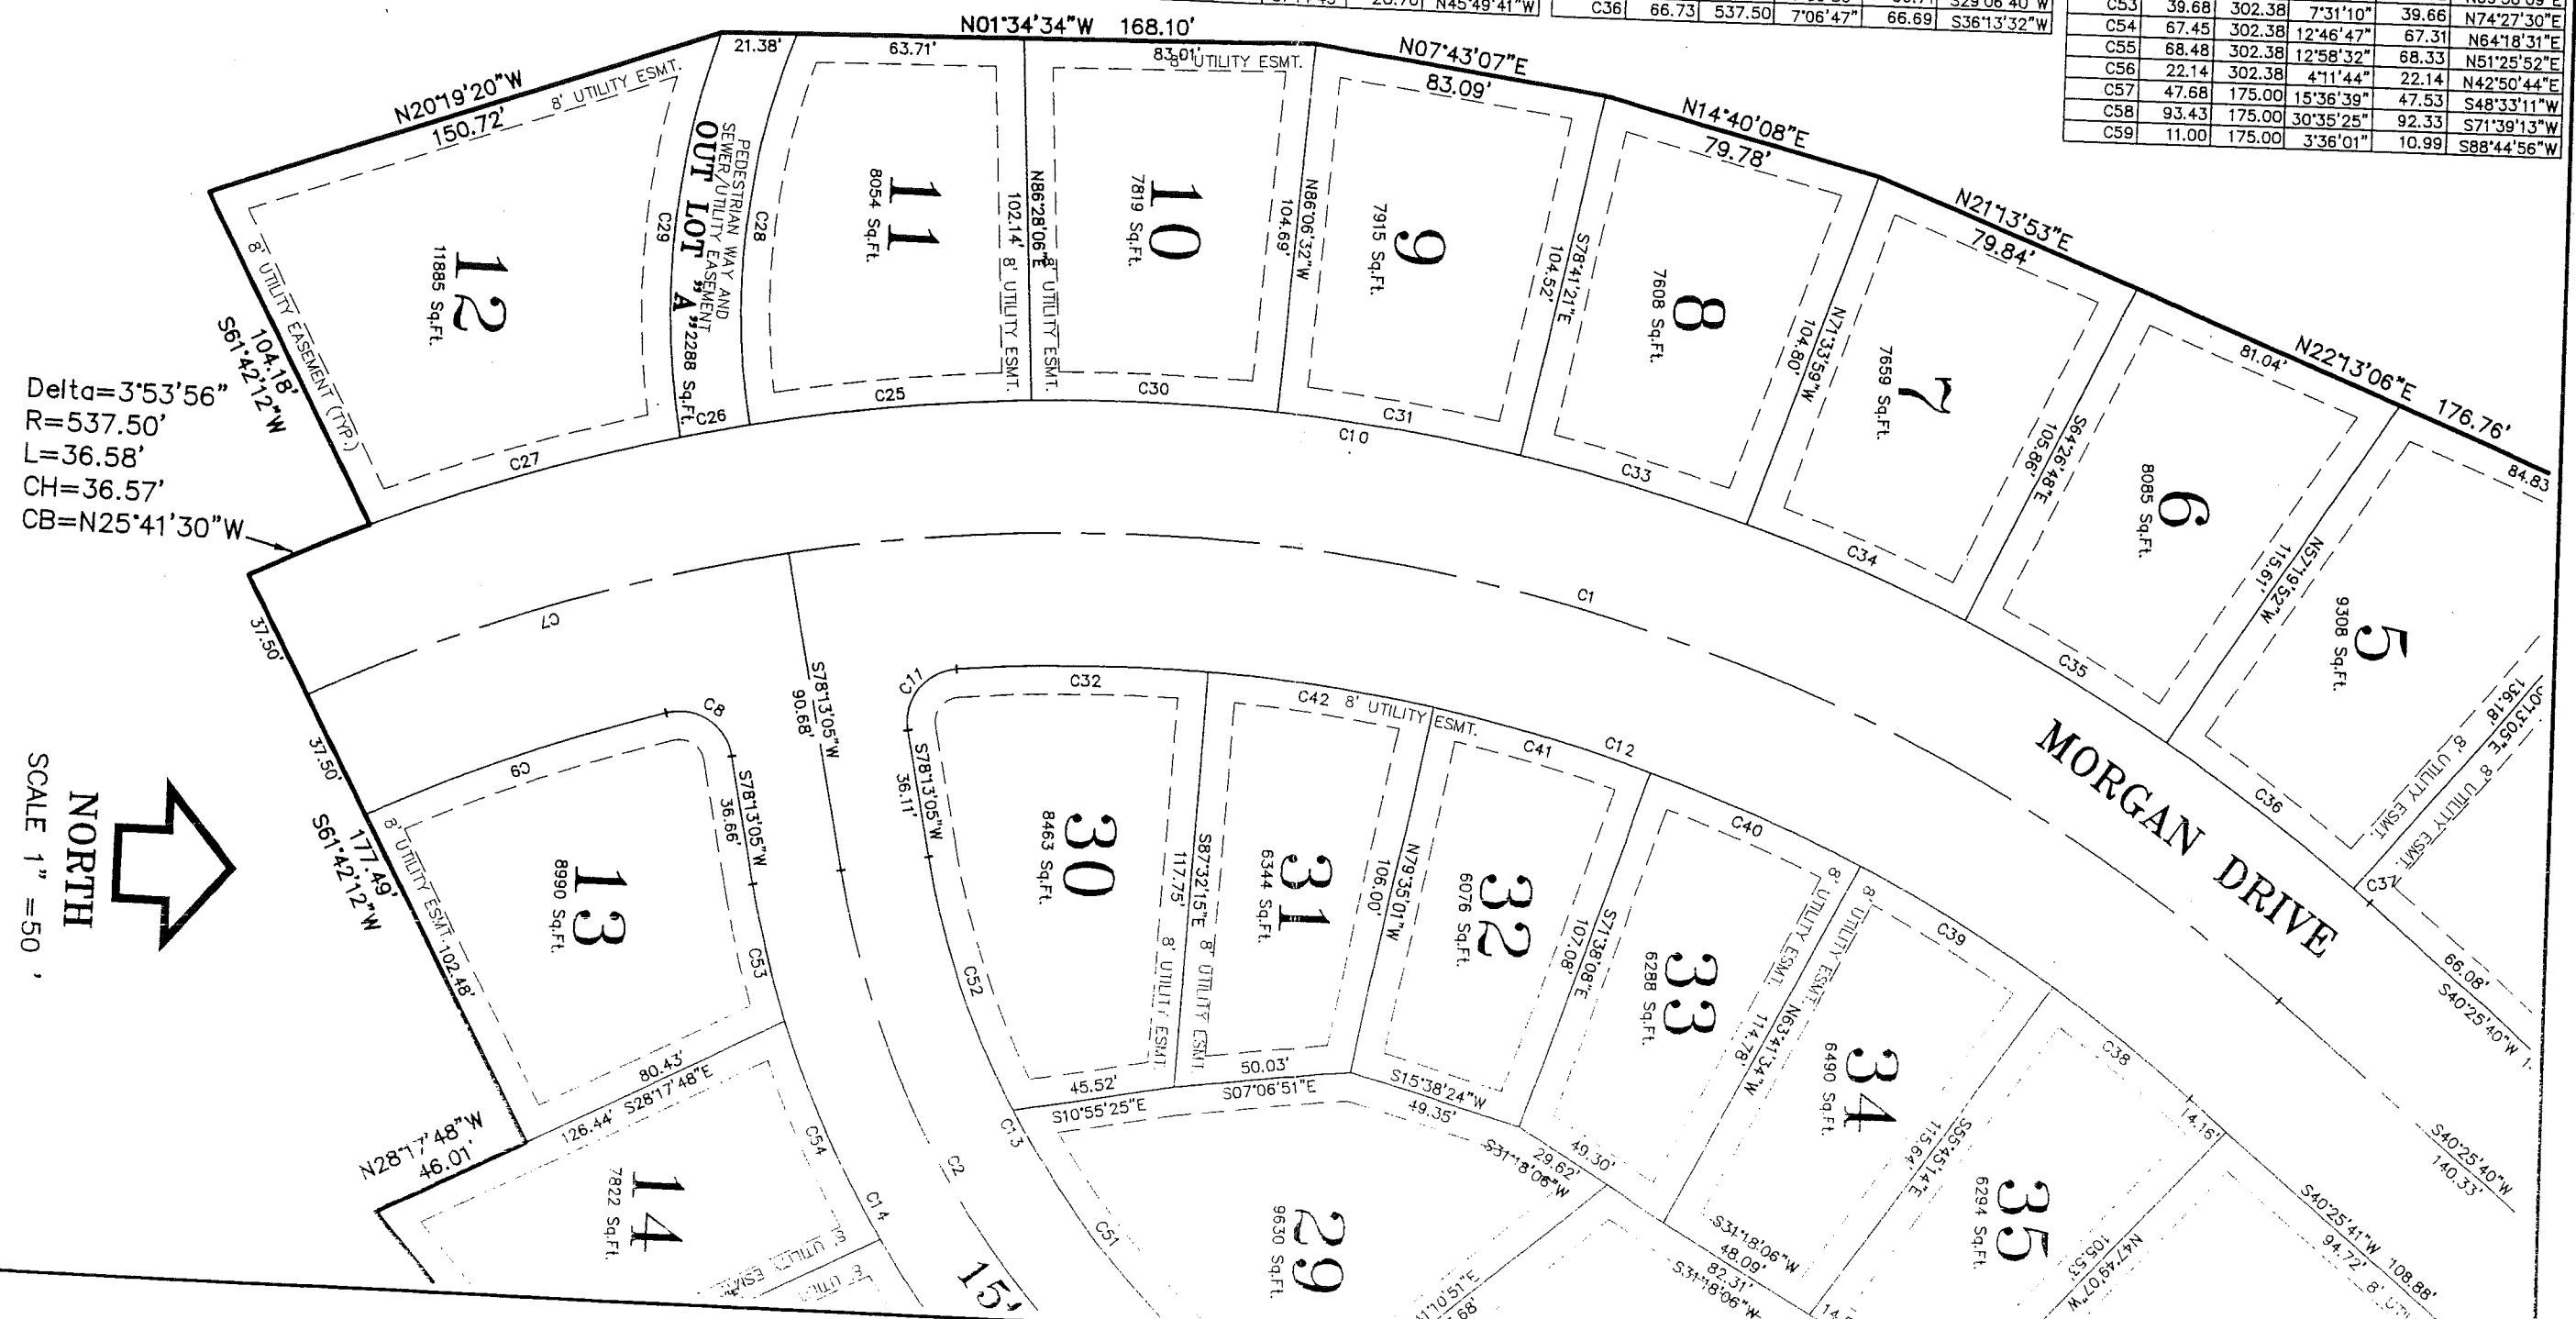 N45°49'41"W
C36 66.73 537.50 7°06'47" 66.69 S36°13'32"W
C53 39.68 302.38 7°31'10" 39.66 N74°27'30"E
C54 67.45 302.38 12°46'47" 67.31 N64°18'31"E
C55 68.48 302.38 12°58'32" 68.33 N51°25'52"E
C56 22.14 302.38 4°11'44" 22.14 N42°50'44"E
C57 47.68 175.00 15°36'39" 47.53 S48°33'11"W
C58 93.43 175.00 30°35'25" 92.33 S71°39'13"W
C59 11.00 175.00 3°36'01" 10.99 S88°44'56"W
N01°34'34"W 168.10'
21.38'
63.71'
83.01'
8' UTILITY ESMT.
N07°43'07"E
83.09'
N14°40'08"E
79.78'
N21°13'53"E
79.84'
N22°13'06"E 176.76'
81.04'
84.83
N20°19'20"W
150.72'
8' UTILITY ESMT.
12
11885 Sq.Ft.
8' UTILITY EASEMENT (TYP.)
104.18'
S61°42'12"W
C29
C27
PEDESTRIAN WAY AND
SEWER/UTILITY EASEMENT
OUT LOT "A"
2288 Sq.Ft.
C28
C26
11
8054 Sq.Ft.
C25
N86°28'06"E
102.14'
8' UTILITY ESMT.
8' UTILITY ESMT.
10
7819 Sq.Ft.
C30
N86°06'32"W
104.69'
9
7915 Sq.Ft.
C31
C10
S78°41'21"E
104.52'
8
7608 Sq.Ft.
C33
N71°33'59"W
104.80'
7
7659 Sq.Ft.
C34
S64°26'48"E
105.86'
6
8085 Sq.Ft.
C35
N57°19'52"W
115.61'
5
9308 Sq.Ft.
C36
136.18'
8' UTILITY ESMT.
8' UTILITY ESMT.
C37
66.08'
S40°25'40"W
Delta=3°53'56"
R=537.50'
L=36.58'
CH=36.57'
CB=N25°41'30"W
37.50'
37.50'
C7
C1
MORGAN DRIVE
S40°25'40"W
140.33'
S78°13'05"W
90.68'
C8
C9
S78°13'05"W
36.66'
13
8990 Sq.Ft.
C53
177.49'
S61°42'12"W
8' UTILITY ESMT.
102.48'
80.43'
S28°17'48"E
126.44'
N28°17'48"W
46.01'
14
7822 Sq.Ft.
C54
C14
8' UTILITY ESMT.
C2
15'
C11
S78°13'05"W
36.11'
C52
C13
C51
C32
30
8463 Sq.Ft.
45.52'
S10°55'25"E
S87°32'15"E
117.75'
8' UTILITY ESMT.
8' UTILITY ESMT.
C42
8' UTILITY ESMT.
31
6344 Sq.Ft.
50.03'
S07°06'51"E
N79°35'01"W
106.00'
C41
C12
32
6076 Sq.Ft.
S15°38'24"W
49.35'
S71°38'08"E
107.08'
C40
33
6288 Sq.Ft.
49.30'
29.62'
S31°18'06"W
8' UTILITY ESMT.
8' UTILITY ESMT.
N63°41'34"W
114.78'
C39
34
6490 Sq.Ft.
S31°18'06"W
48.09'
82.31'
S31°18'06"W
S55°45'14"E
115.64'
C38
14.16'
35
6294 Sq.Ft.
N47°49'07"W
105.53'
S40°25'41"W 108.88'
94.72'
29
9630 Sq.Ft.
NORTH
SCALE 1" =50'